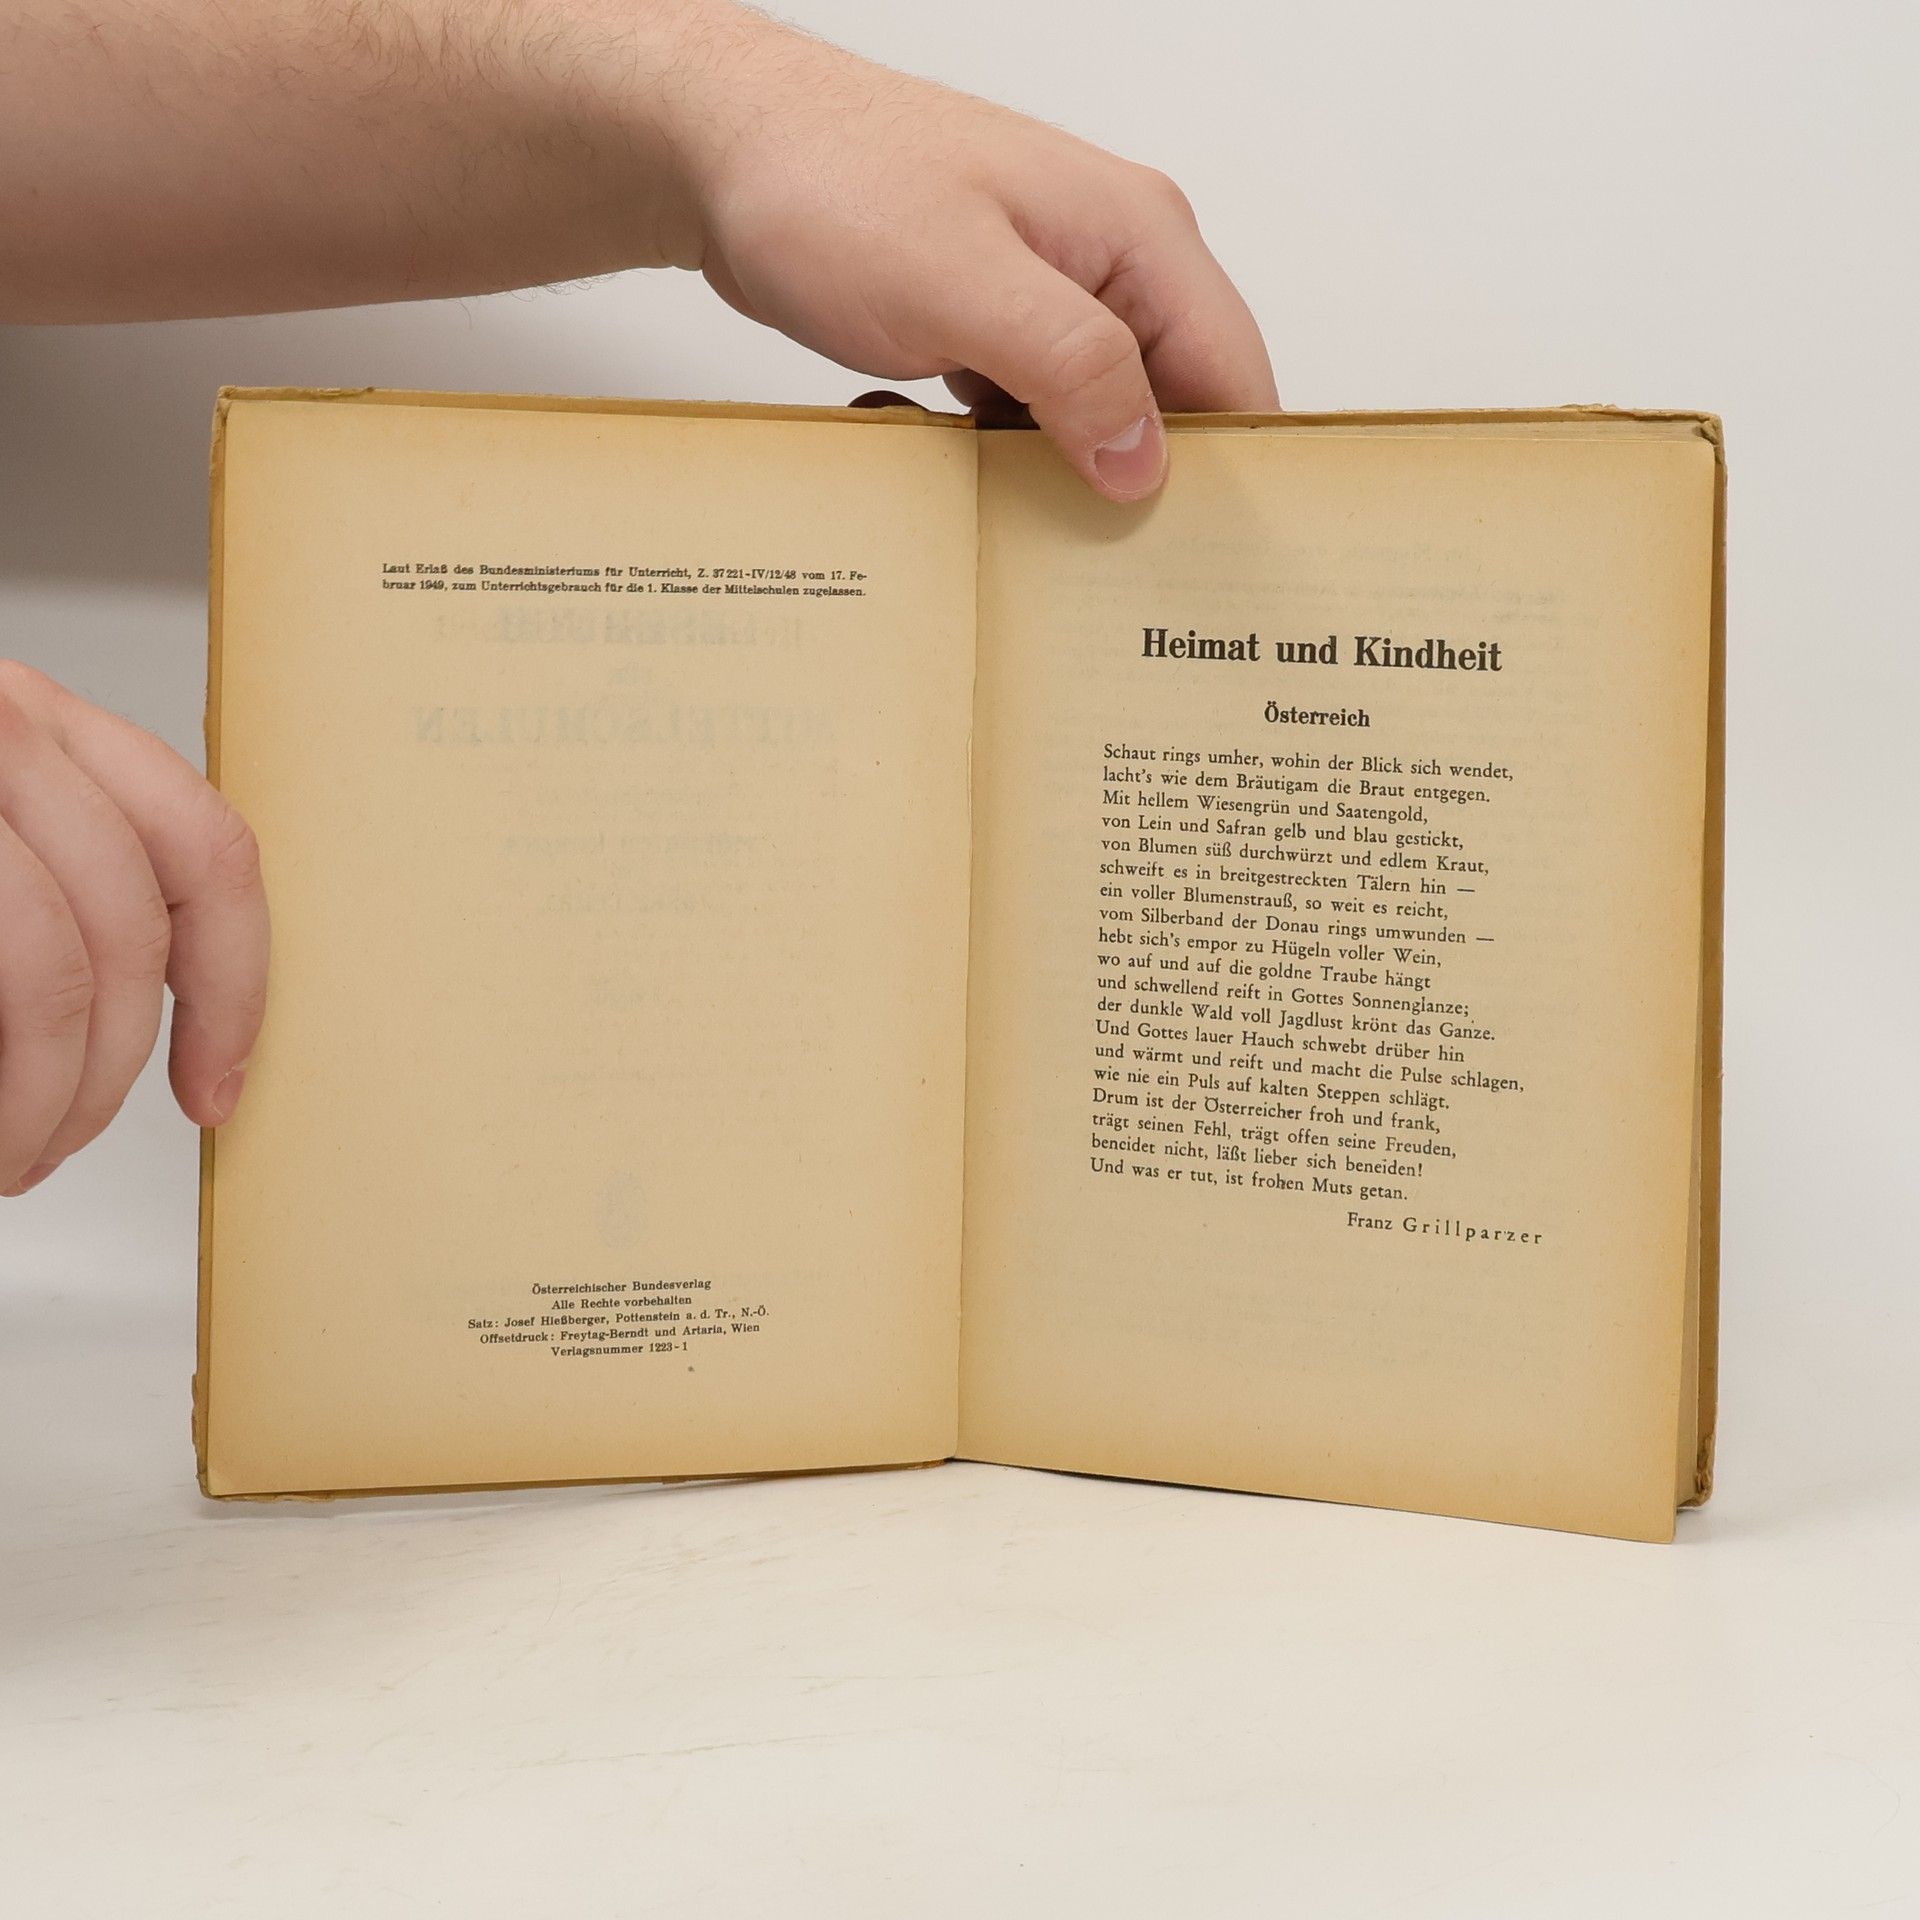 Laut Erlaß des Bundesministeriums für Unterricht, Z. 37221-IV/12/48 vom 17. Fe-
bruar 1949, zum Unterrichtsgebrauch für die 1. Klasse der Mittelschulen zugelassen.
Österreichischer Bundesverlag
Alle Rechte vorbehalten
Satz: Josef Hießberger, Pottenstein a. d. Tr., N.-Ö.
Offsetdruck: Freytag-Berndt und Artaria, Wien
Verlagsnummer 1223-1
Heimat und Kindheit
Österreich
Schaut rings umher, wohin der Blick sich wendet,
lacht's wie dem Bräutigam die Braut entgegen.
Mit hellem Wiesengrün und Saatengold,
von Lein und Safran gelb und blau gestickt,
von Blumen süß durchwürzt und edlem Kraut,
schweift es in breitgestreckten Tälern hin —
ein voller Blumenstrauß, so weit es reicht,
vom Silberband der Donau rings umwunden —
hebt sich's empor zu Hügeln voller Wein,
wo auf und auf die goldne Traube hängt
und schwellend reift in Gottes Sonnenglanze;
der dunkle Wald voll Jagdlust krönt das Ganze.
Und Gottes lauer Hauch schwebt drüber hin
und wärmt und reift und macht die Pulse schlagen,
wie nie ein Puls auf kalten Steppen schlägt.
Drum ist der Österreicher froh und frank,
trägt seinen Fehl, trägt offen seine Freuden,
beneidet nicht, läßt lieber sich beneiden!
Und was er tut, ist frohen Muts getan.
Franz Grillparzer